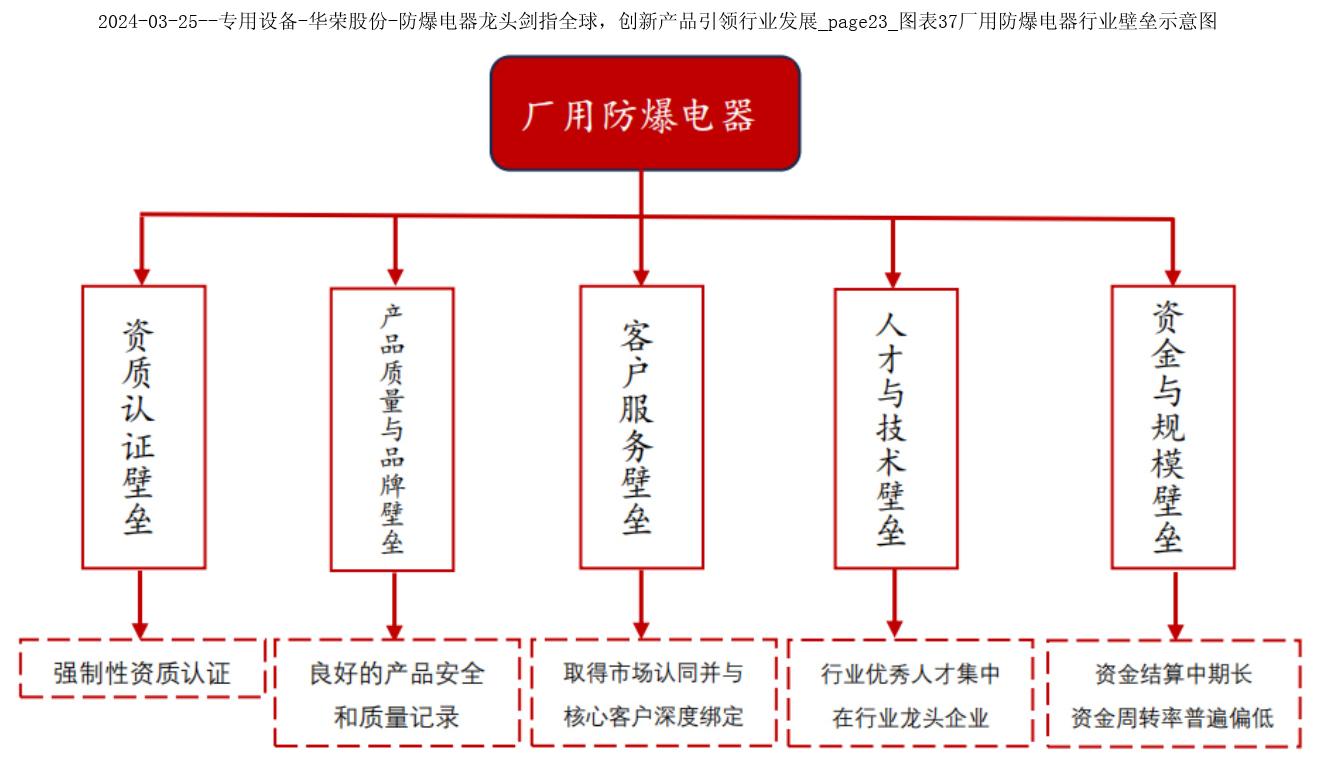 2024-03-25--专用设备-华荣股份-防爆电器龙头剑指全球，创新产品引领行业发展_page23_图表37厂用防爆电器行业壁垒示意图
厂用防爆电器
资质认证壁垒
产品质量与品牌壁垒
客户服务壁垒
人才与技术壁垒
资金与规模壁垒
强制性资质认证
良好的产品安全
和质量记录
取得市场认同并与
核心客户深度绑定
行业优秀人才集中
在行业龙头企业
资金结算中期长
资金周转率普遍偏低